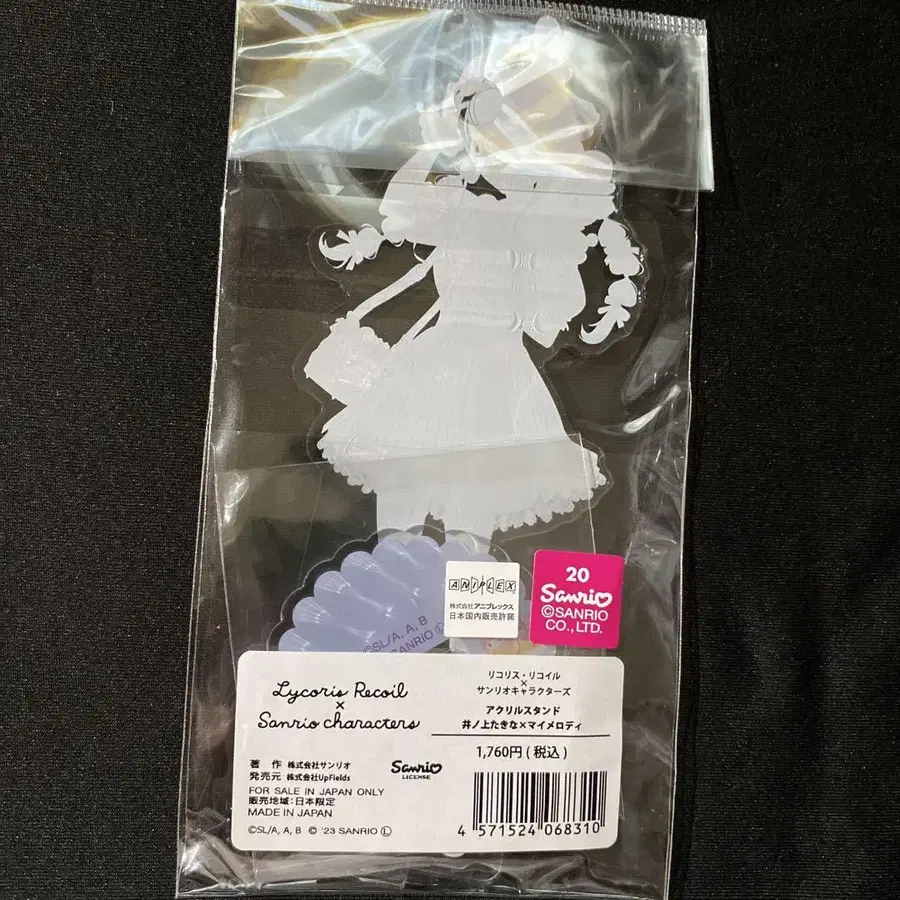 ANIPLEX
株式会社アニプレックス
日本国内販売許諾
20
Sanrio
©SANRIO
CO.,LTD.
©SL/A, A, B
SANRIO Ⓛ
Lycoris Recoil
×
Sanrio characters
リコリス・リコイル
×
サンリオキャラクターズ
アクリルスタンド
井ノ上たきな×マイメロディ
1,760円(税込)
著 作 株式会社サンリオ
発売元 株式会社UpFields
Sanrio
LICENSE
FOR SALE IN JAPAN ONLY
販売地域:日本限定
MADE IN JAPAN
©SL/A, A, B © '23 SANRIO Ⓛ
4 571524 068310